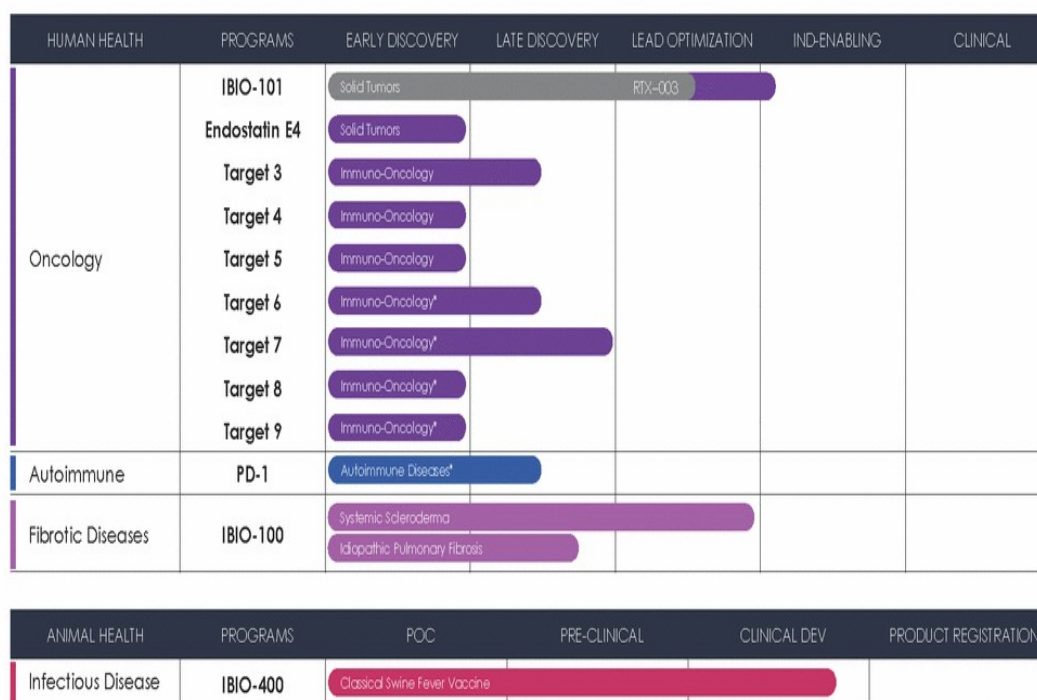 HUMAN HEALTH PROGRAMS EARLY DISCOVERY LATE DISCOVERY LEAD OPTIMIZATION IND-ENABLING CLINICAL
IBIO-101 Solid Tumors RTX-003
Endostatin E4 Solid Tumors
Target 3 Immuno-Oncology
Target 4 Immuno-Oncology
Oncology Target 5 Immuno-Oncology
Target 6 Immuno-Oncology*
Target 7 Immuno-Oncology*
Target 8 Immuno-Oncology*
Target 9 Immuno-Oncology*
Autoimmune PD-1 Autoimmune Diseases*
Fibrotic Diseases IBIO-100 Systemic Scleroderma
Idiopathic Pulmonary Fibrosis
ANIMAL HEALTH PROGRAMS POC PRE-CLINICAL CLINICAL DEV PRODUCT REGISTRATION
Infectious Disease IBIO-400 Classical Swine Fever Vaccine